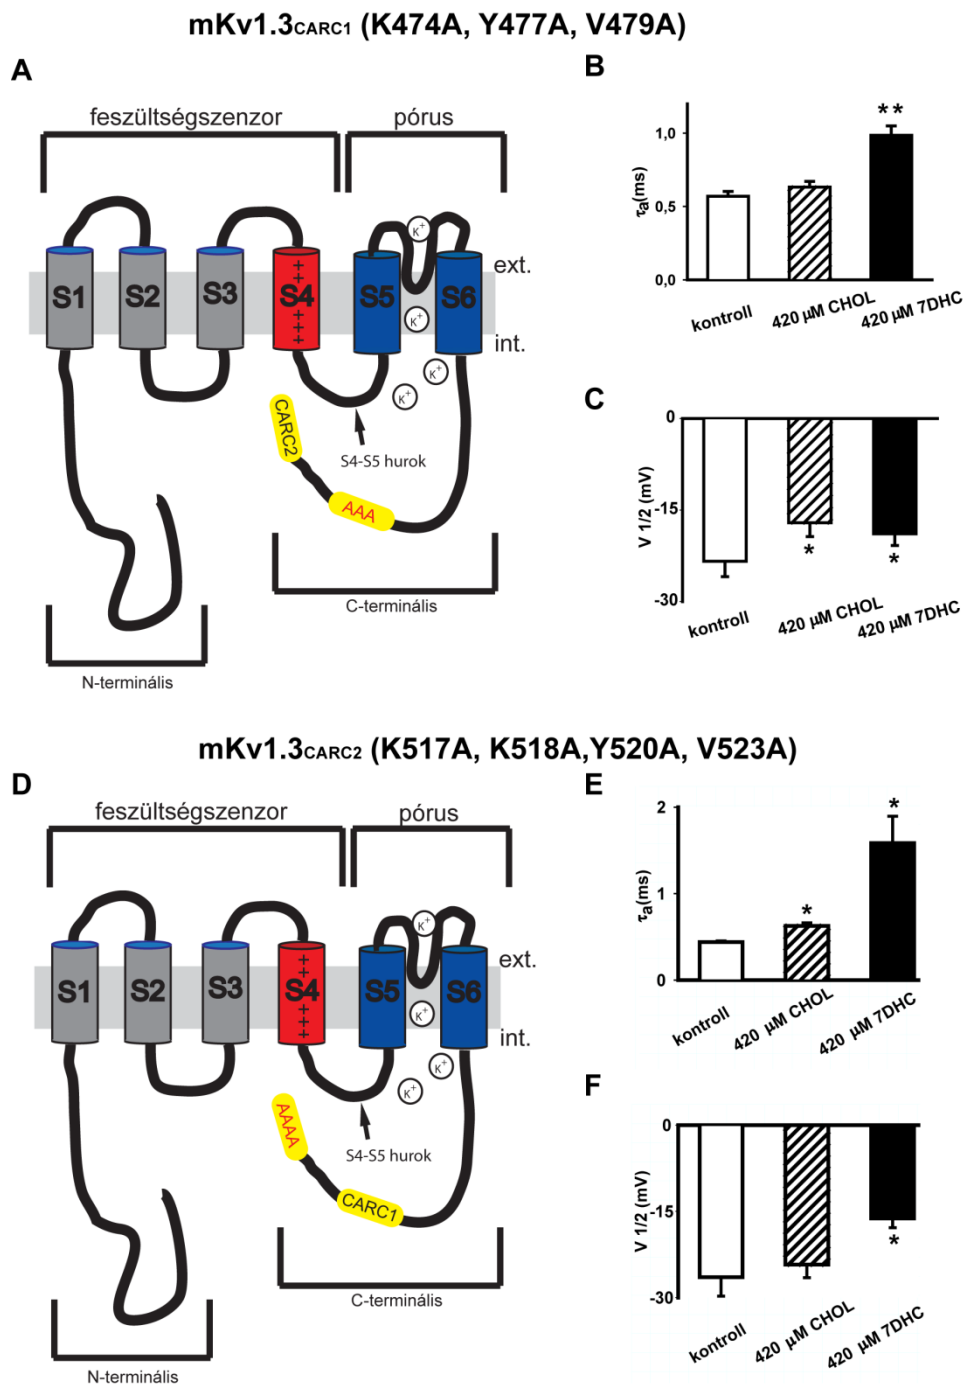 mKv1.3CARC1 (K474A, Y477A, V479A)
A
feszültségszenzor
pórus
K+
ext.
S1
S2
S3
S4
S5
S6
+
+
+
+
+
K+
int.
K+
K+
CARC2
S4-S5 hurok
AAA
C-terminális
N-terminális
B
τa(ms)
1,0
0,5
0,0
**
kontroll
420 µM CHOL
420 µM 7DHC
C
V 1/2 (mV)
0
-15
-30
*
*
kontroll
420 µM CHOL
420 µM 7DHC
mKv1.3CARC2 (K517A, K518A,Y520A, V523A)
D
feszültségszenzor
pórus
K+
ext.
S1
S2
S3
S4
S5
S6
+
+
+
+
+
K+
int.
K+
K+
AAAA
S4-S5 hurok
CARC1
C-terminális
N-terminális
E
τa(ms)
2
1
0
*
*
kontroll
420 µM CHOL
420 µM 7DHC
F
V 1/2 (mV)
0
-15
-30
*
kontroll
420 µM CHOL
420 µM 7DHC